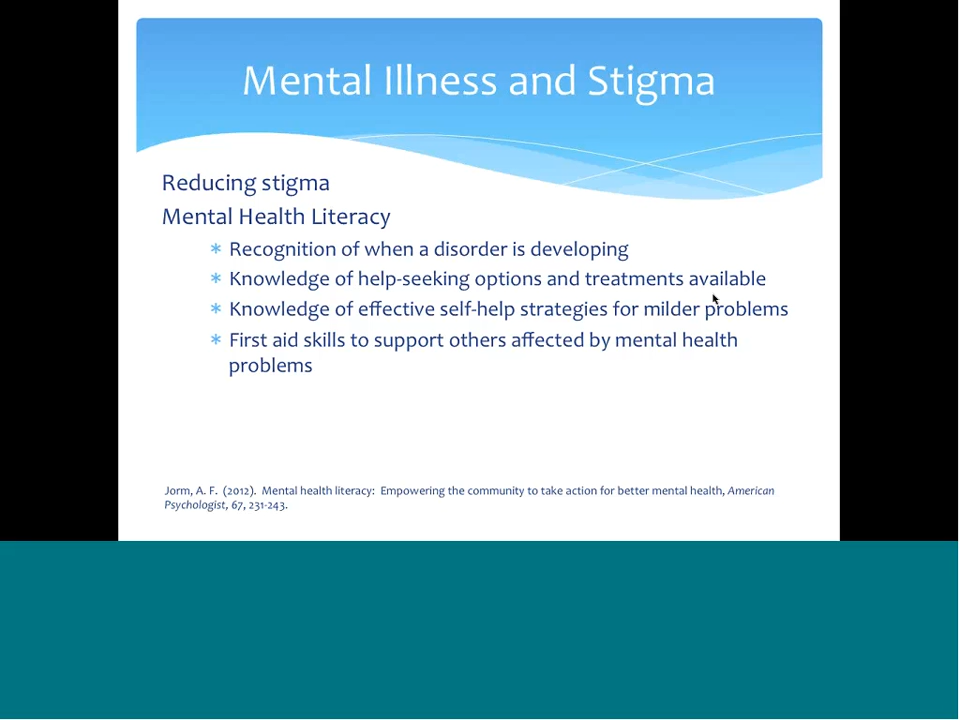 Mental Illness and Stigma
Reducing stigma
Mental Health Literacy
* Recognition of when a disorder is developing
* Knowledge of help-seeking options and treatments available
* Knowledge of effective self-help strategies for milder problems
* First aid skills to support others affected by mental health
problems
Jorm, A. F. (2012). Mental health literacy: Empowering the community to take action for better mental health, American
Psychologist, 67, 231-243.